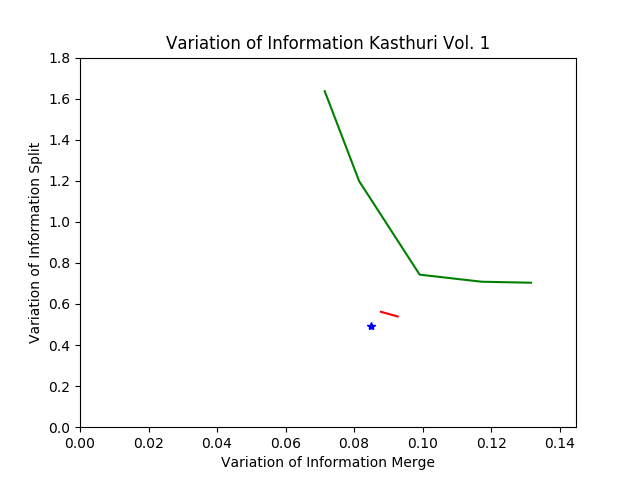 Variation of Information Kasthuri Vol. 1
1.8
1.6
1.4
1.2
1.0
0.8
0.6
0.4
0.2
0.0
Variation of Information Split
0.00 0.02 0.04 0.06 0.08 0.10 0.12 0.14
Variation of Information Merge